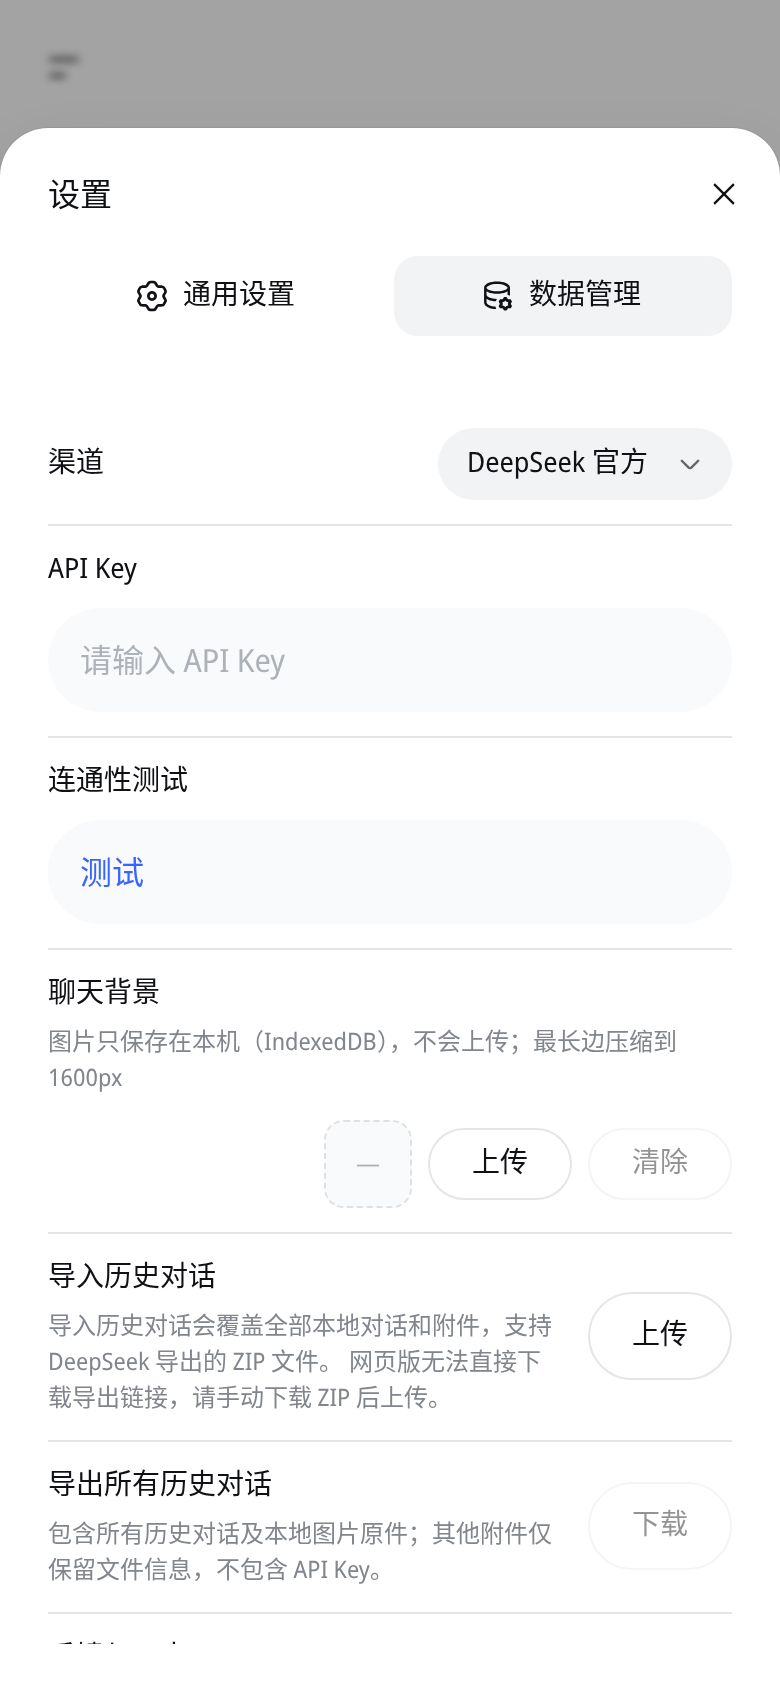 设置
通用设置
数据管理
渠道
DeepSeek 官方
API Key
请输入 API Key
连通性测试
测试
聊天背景
图片只保存在本机（IndexedDB），不会上传；最长边压缩到
1600px
—
上传
清除
导入历史对话
导入历史对话会覆盖全部本地对话和附件，支持
DeepSeek 导出的 ZIP 文件。 网页版无法直接下
载导出链接，请手动下载 ZIP 后上传。
上传
导出所有历史对话
包含所有历史对话及本地图片原件；其他附件仅
保留文件信息，不包含 API Key。
下载